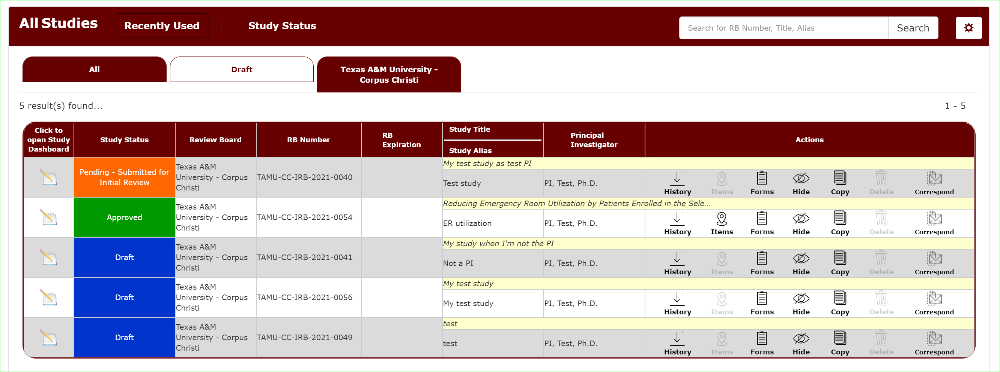 All Studies
Recently Used | Study Status
Search for RB Number, Title, Alias
Search
All
Draft
Texas A&M University -
Corpus Christi
5 result(s) found...
1 - 5
Click to
open Study
Dashboard
Study Status
Review Board
RB Number
RB
Expiration
Study Title
Study Alias
Principal
Investigator
Actions
Pending - Submitted for
Initial Review
Texas A&M
University - Corpus
Christi
TAMU-CC-IRB-2021-0040
My test study as test PI
Test study
PI, Test, Ph.D.
History Items Forms Hide Copy Delete Correspond
Approved
Texas A&M
University - Corpus
Christi
TAMU-CC-IRB-2021-0054
Reducing Emergency Room Utilization by Patients Enrolled in the Sele...
ER utilization
PI, Test, Ph.D.
History Items Forms Hide Copy Delete Correspond
Draft
Texas A&M
University - Corpus
Christi
TAMU-CC-IRB-2021-0041
My study when I'm not the PI
Not a PI
PI, Test, Ph.D.
History Items Forms Hide Copy Delete Correspond
Draft
Texas A&M
University - Corpus
Christi
TAMU-CC-IRB-2021-0056
My test study
My test study
PI, Test, Ph.D.
History Items Forms Hide Copy Delete Correspond
Draft
Texas A&M
University - Corpus
Christi
TAMU-CC-IRB-2021-0049
test
test
PI, Test, Ph.D.
History Items Forms Hide Copy Delete Correspond